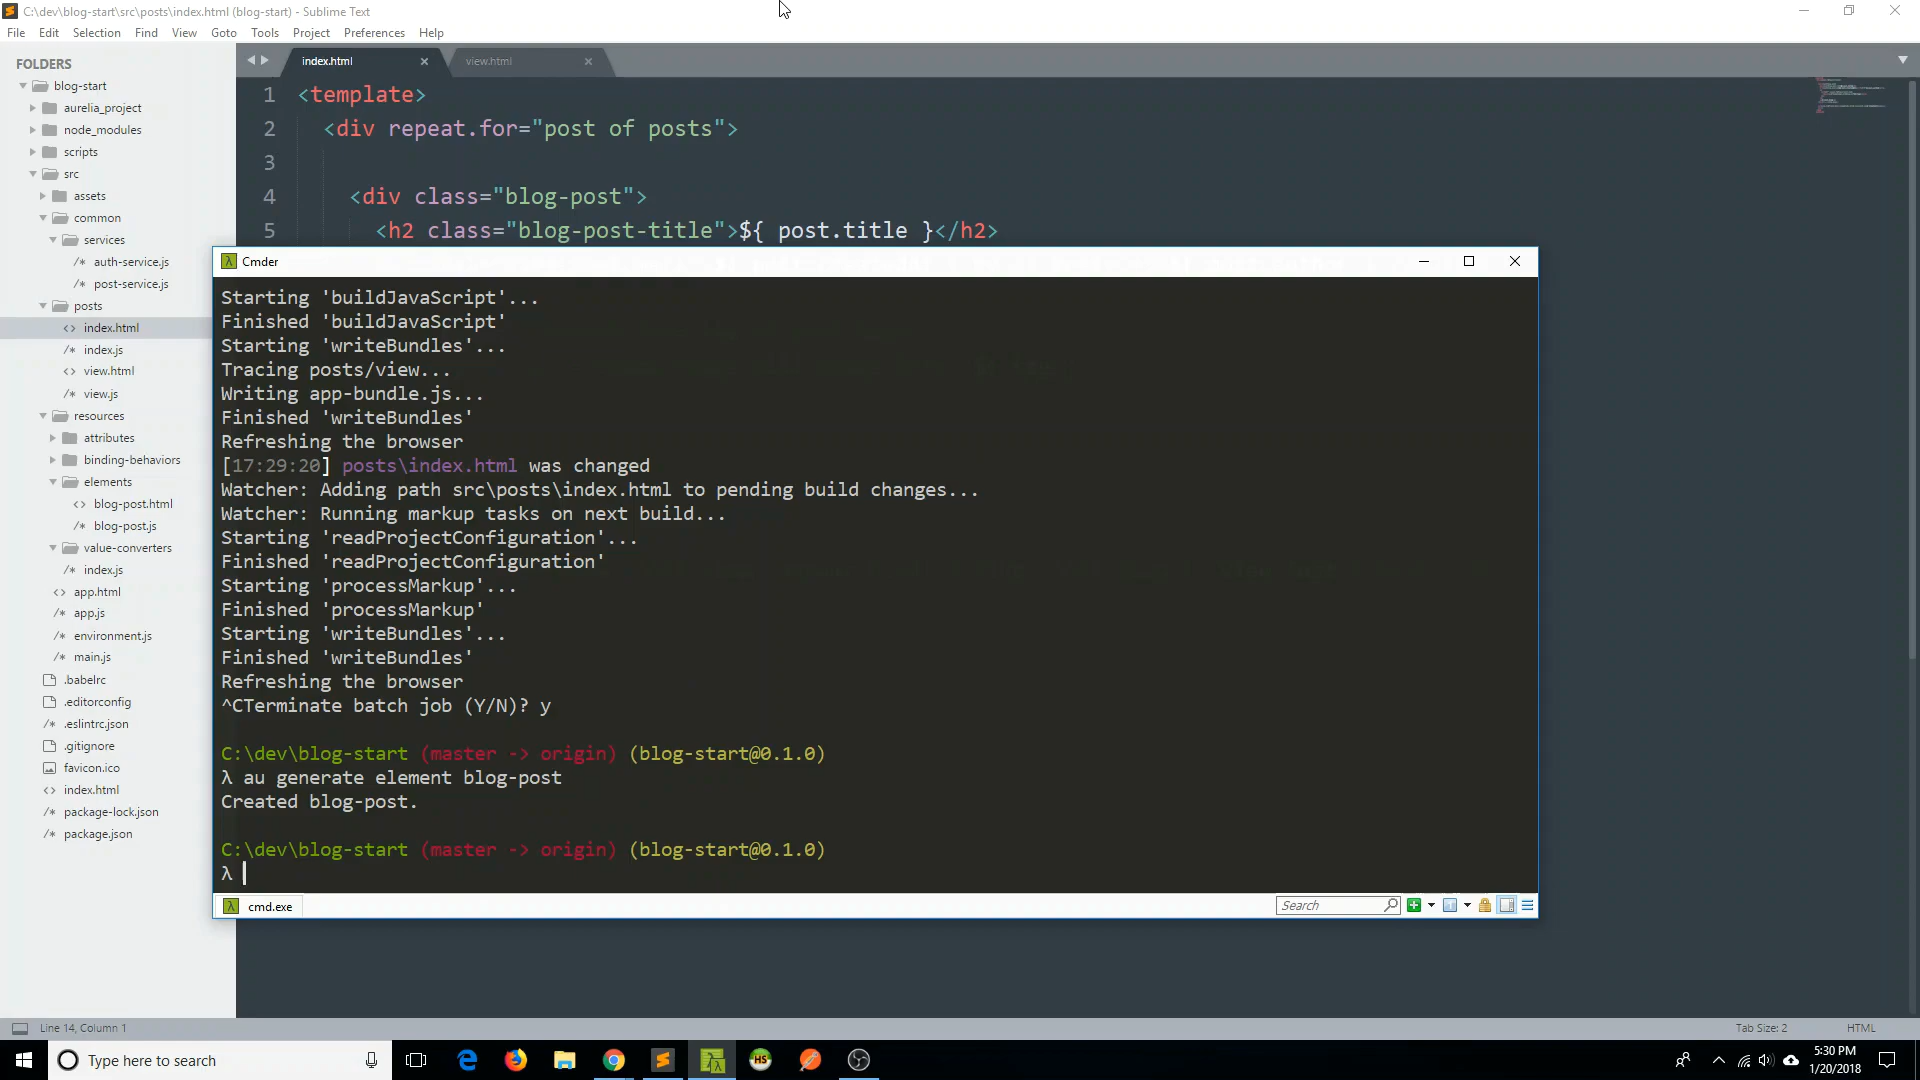 C:\dev\blog-start\src\posts\index.html (blog-start) - Sublime Text
File Edit Selection Find View Goto Tools Project Preferences Help
FOLDERS
blog-start
aurelia_project
node_modules
scripts
src
assets
common
services
auth-service.js
post-service.js
posts
index.html
index.js
view.html
view.js
resources
attributes
binding-behaviors
elements
blog-post.html
blog-post.js
value-converters
index.js
app.html
app.js
environment.js
main.js
.babelrc
.editorconfig
.eslintrc.json
.gitignore
favicon.ico
index.html
package-lock.json
package.json
index.html
view.html
1 <template>
2 <div repeat.for="post of posts">
3
4 <div class="blog-post">
5 <h2 class="blog-post-title">${ post.title }</h2>
Cmder
Starting 'buildJavaScript'...
Finished 'buildJavaScript'
Starting 'writeBundles'...
Tracing posts/view...
Writing app-bundle.js...
Finished 'writeBundles'
Refreshing the browser
[17:29:20] posts\index.html was changed
Watcher: Adding path src\posts\index.html to pending build changes...
Watcher: Running markup tasks on next build...
Starting 'readProjectConfiguration'...
Finished 'readProjectConfiguration'
Starting 'processMarkup'...
Finished 'processMarkup'
Starting 'writeBundles'...
Finished 'writeBundles'
Refreshing the browser
^CTerminate batch job (Y/N)? y
C:\dev\blog-start (master -> origin) (blog-start@0.1.0)
λ au generate element blog-post
Created blog-post.
C:\dev\blog-start (master -> origin) (blog-start@0.1.0)
λ
cmd.exe
Search
Line 14, Column 1
Tab Size: 2
HTML
Type here to search
5:30 PM
1/20/2018